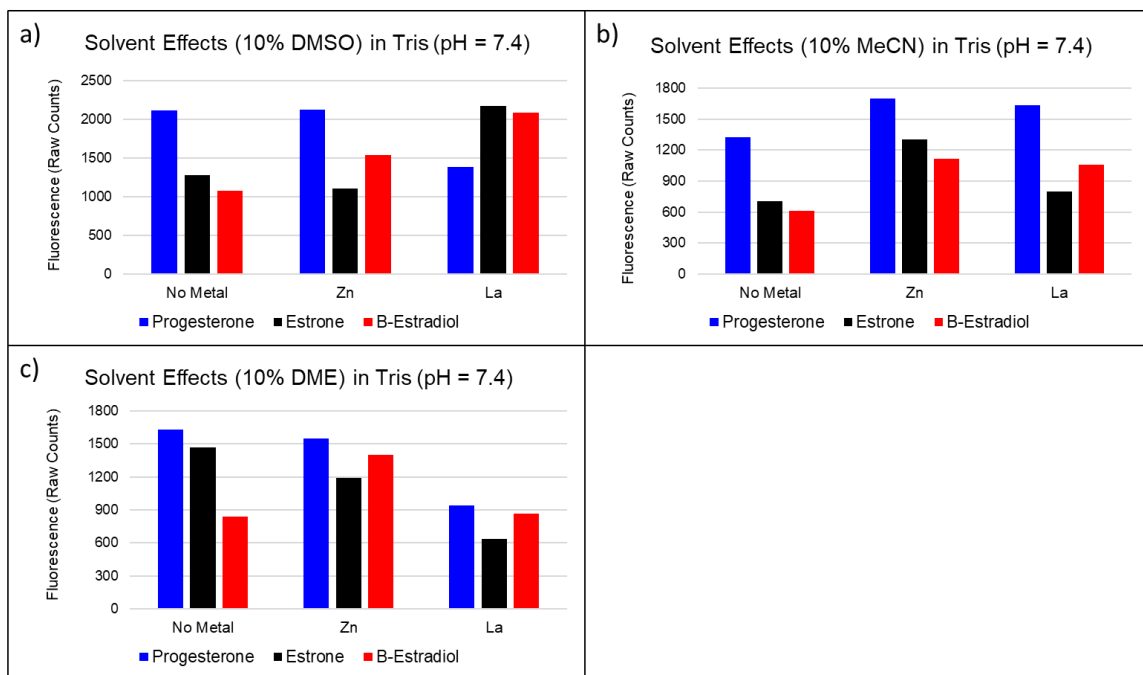 a)
Solvent Effects (10% DMSO) in Tris (pH = 7.4)
Fluorescence (Raw Counts)
2500
2000
1500
1000
500
0
No Metal Zn La
Progesterone Estrone B-Estradiol
b)
Solvent Effects (10% MeCN) in Tris (pH = 7.4)
Fluorescence (Raw Counts)
1800
1500
1200
900
600
300
0
No Metal Zn La
Progesterone Estrone B-Estradiol
c)
Solvent Effects (10% DME) in Tris (pH = 7.4)
Fluorescence (Raw Counts)
1800
1500
1200
900
600
300
0
No Metal Zn La
Progesterone Estrone B-Estradiol